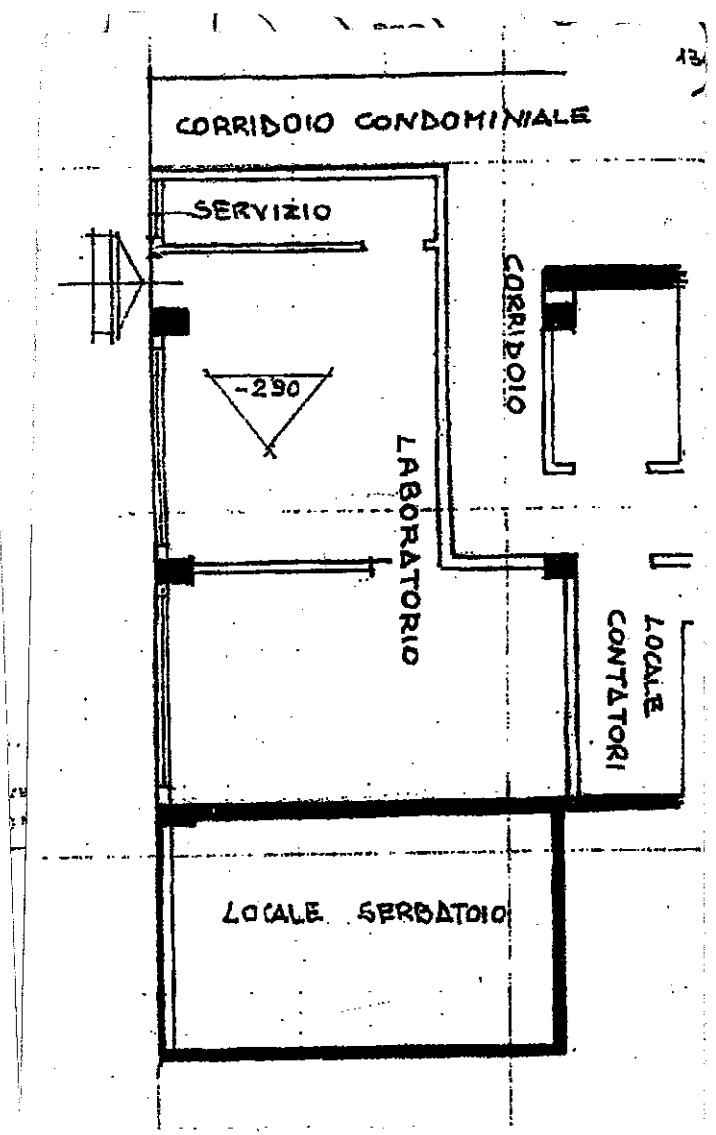 CORRIDOIO CONDOMINIALE
SERVIZIO
CORRIDOIO
-290
LABORATORIO
LOCALE
CONTATORI
LOCALE SERBATOIO